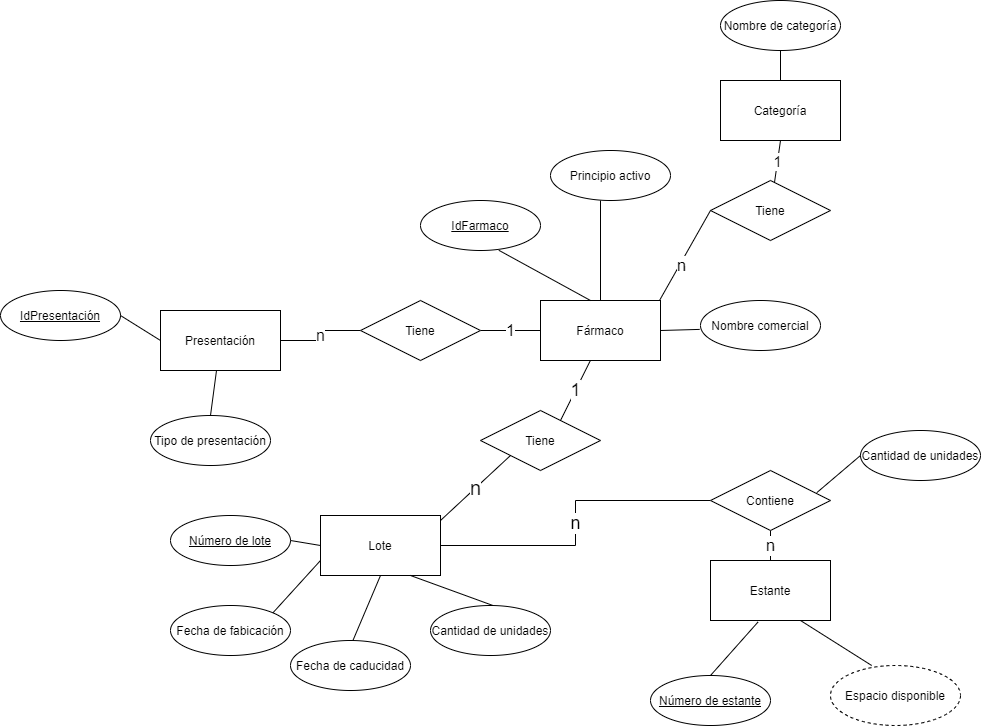 Nombre de categoría
Categoría
1
Tiene
n
Principio activo
IdFarmaco
Fármaco
Nombre comercial
1
Tiene
n
Presentación
IdPresentación
Tipo de presentación
1
Tiene
n
Lote
Número de lote
Fecha de fabicación
Fecha de caducidad
Cantidad de unidades
n
Contiene
Cantidad de unidades
n
Estante
Número de estante
Espacio disponible